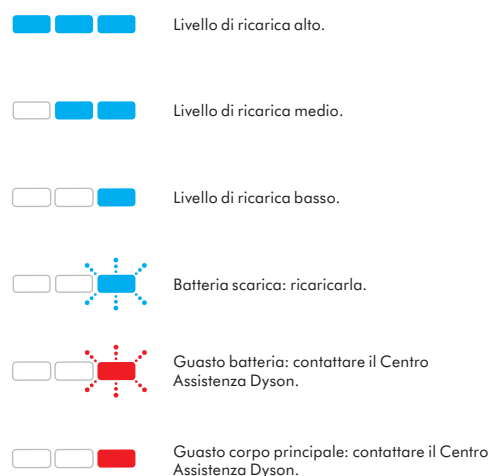 Livello di ricarica alto.
Livello di ricarica medio.
Livello di ricarica basso.
Batteria scarica: ricaricarla.
Guasto batteria: contattare il Centro
Assistenza Dyson.
Guasto corpo principale: contattare il Centro
Assistenza Dyson.